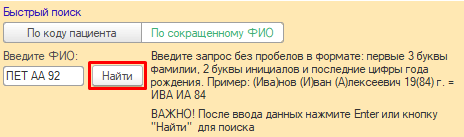 Быстрый поиск
По коду пациента
По сокращенному ФИО
Введите ФИО:
ПЕТ АА 92
Найти
Введите запрос без пробелов в формате: первые 3 буквы
фамилии, 2 буквы инициалов и последние цифры года
рождения. Пример: (Ива)нов (И)ван (А)лексеевич 19(84) г. =
ИВА ИА 84
ВАЖНО! После ввода данных нажмите Enter или кнопку
"Найти" для поиска